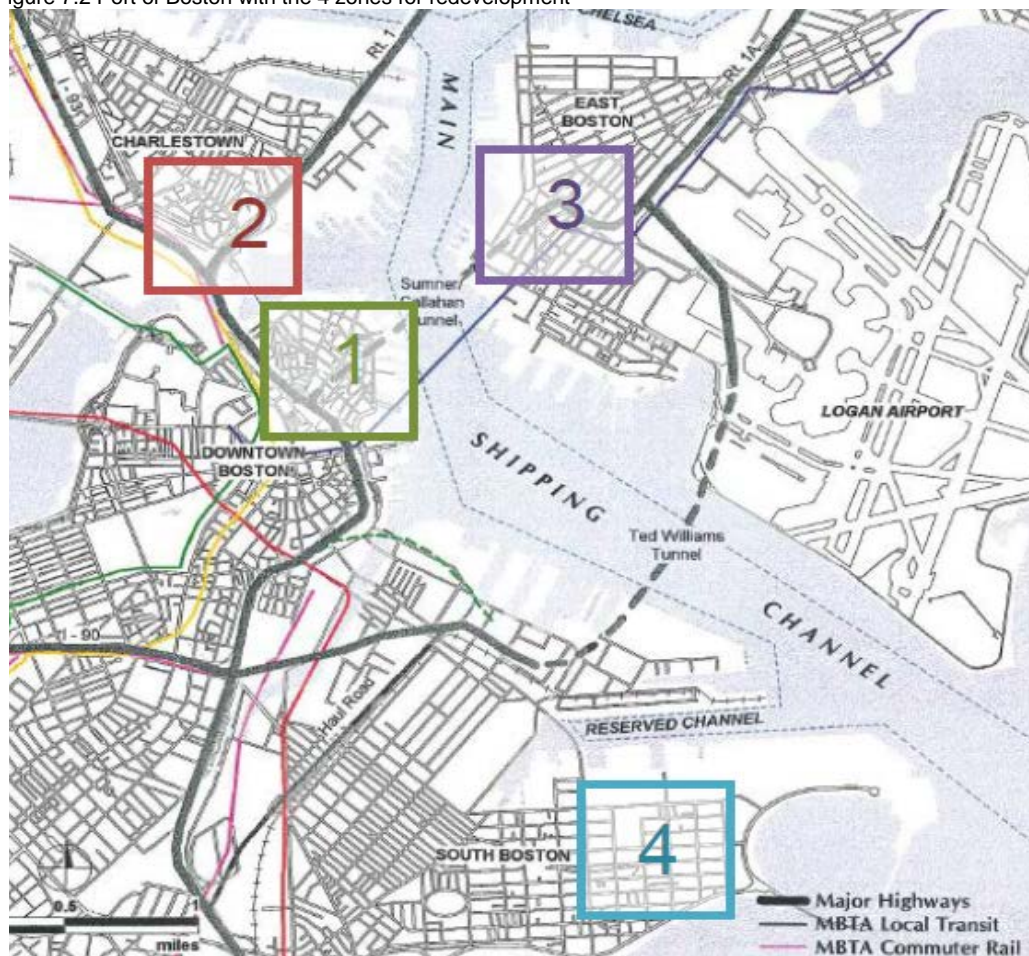 igure 7.2 Port of Boston with the 4 zones for redevelopment
CHELSEA
Rt. 1
I - 93
MAIN
Rt. 1A
EAST
BOSTON
CHARLESTOWN
2
3
Sumner/
Callahan
Tunnel
1
LOGAN AIRPORT
DOWNTOWN
BOSTON
SHIPPING
Ted Williams
Tunnel
CHANNEL
I - 90
Haul Road
RESERVED CHANNEL
4
SOUTH BOSTON
0.5
1
miles
Major Highways
MBTA Local Transit
MBTA Commuter Rail